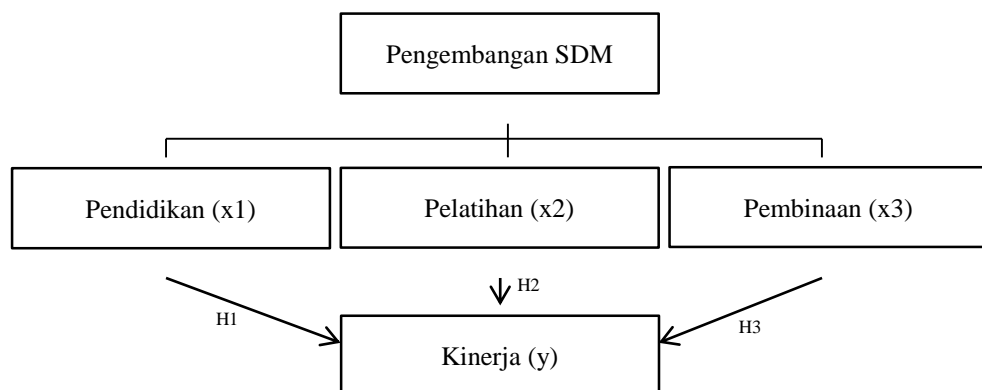 Pengembangan SDM
Pendidikan (x1)
Pelatihan (x2)
Pembinaan (x3)
H1
H2
H3
Kinerja (y)